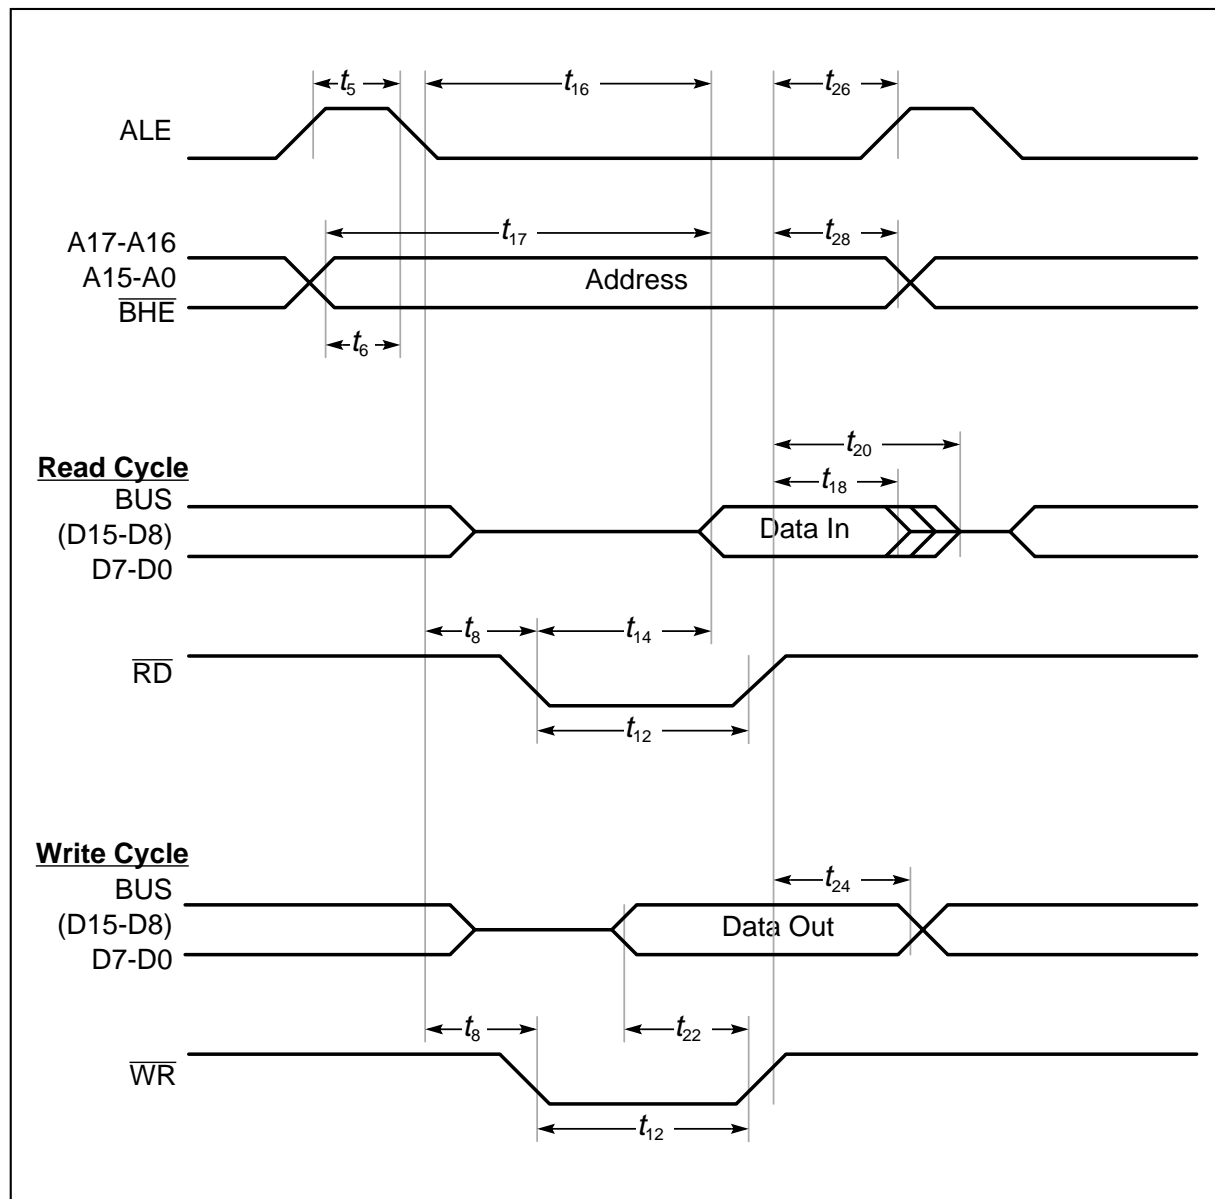 t5
t16
t26
ALE
A17-A16
t17
t28
A15-A0
Address
BHE
t6
t20
Read Cycle
t18
BUS
(D15-D8)
Data In
D7-D0
t8
t14
RD
t12
Write Cycle
BUS
t24
(D15-D8)
Data Out
D7-D0
t8
t22
WR
t12